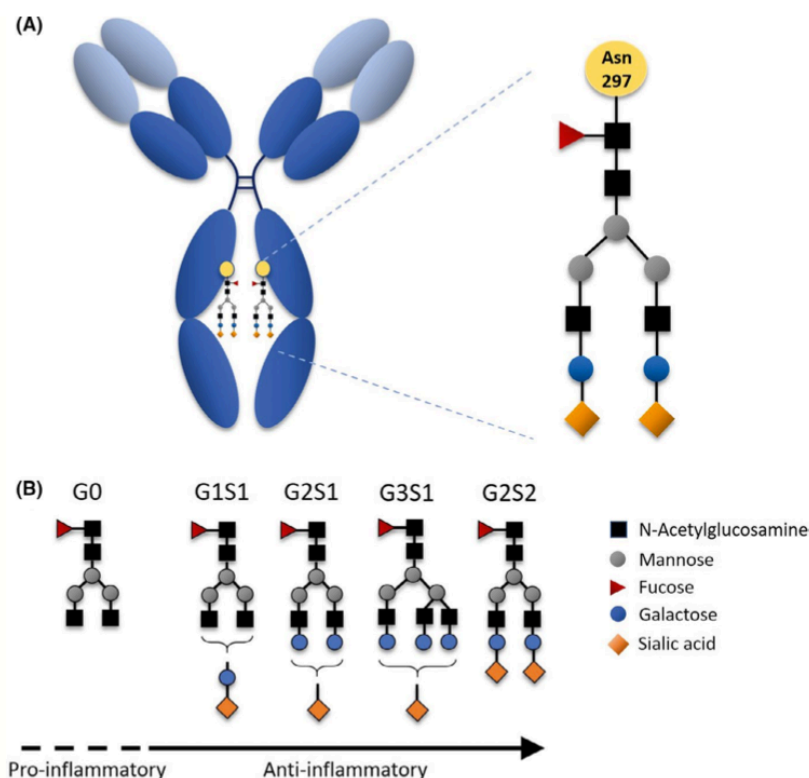 (A)
Asn
297
(B)
G0 G1S1 G2S1 G3S1 G2S2
N-Acetylglucosamine
Mannose
Fucose
Galactose
Sialic acid
Pro-inflammatory Anti-inflammatory